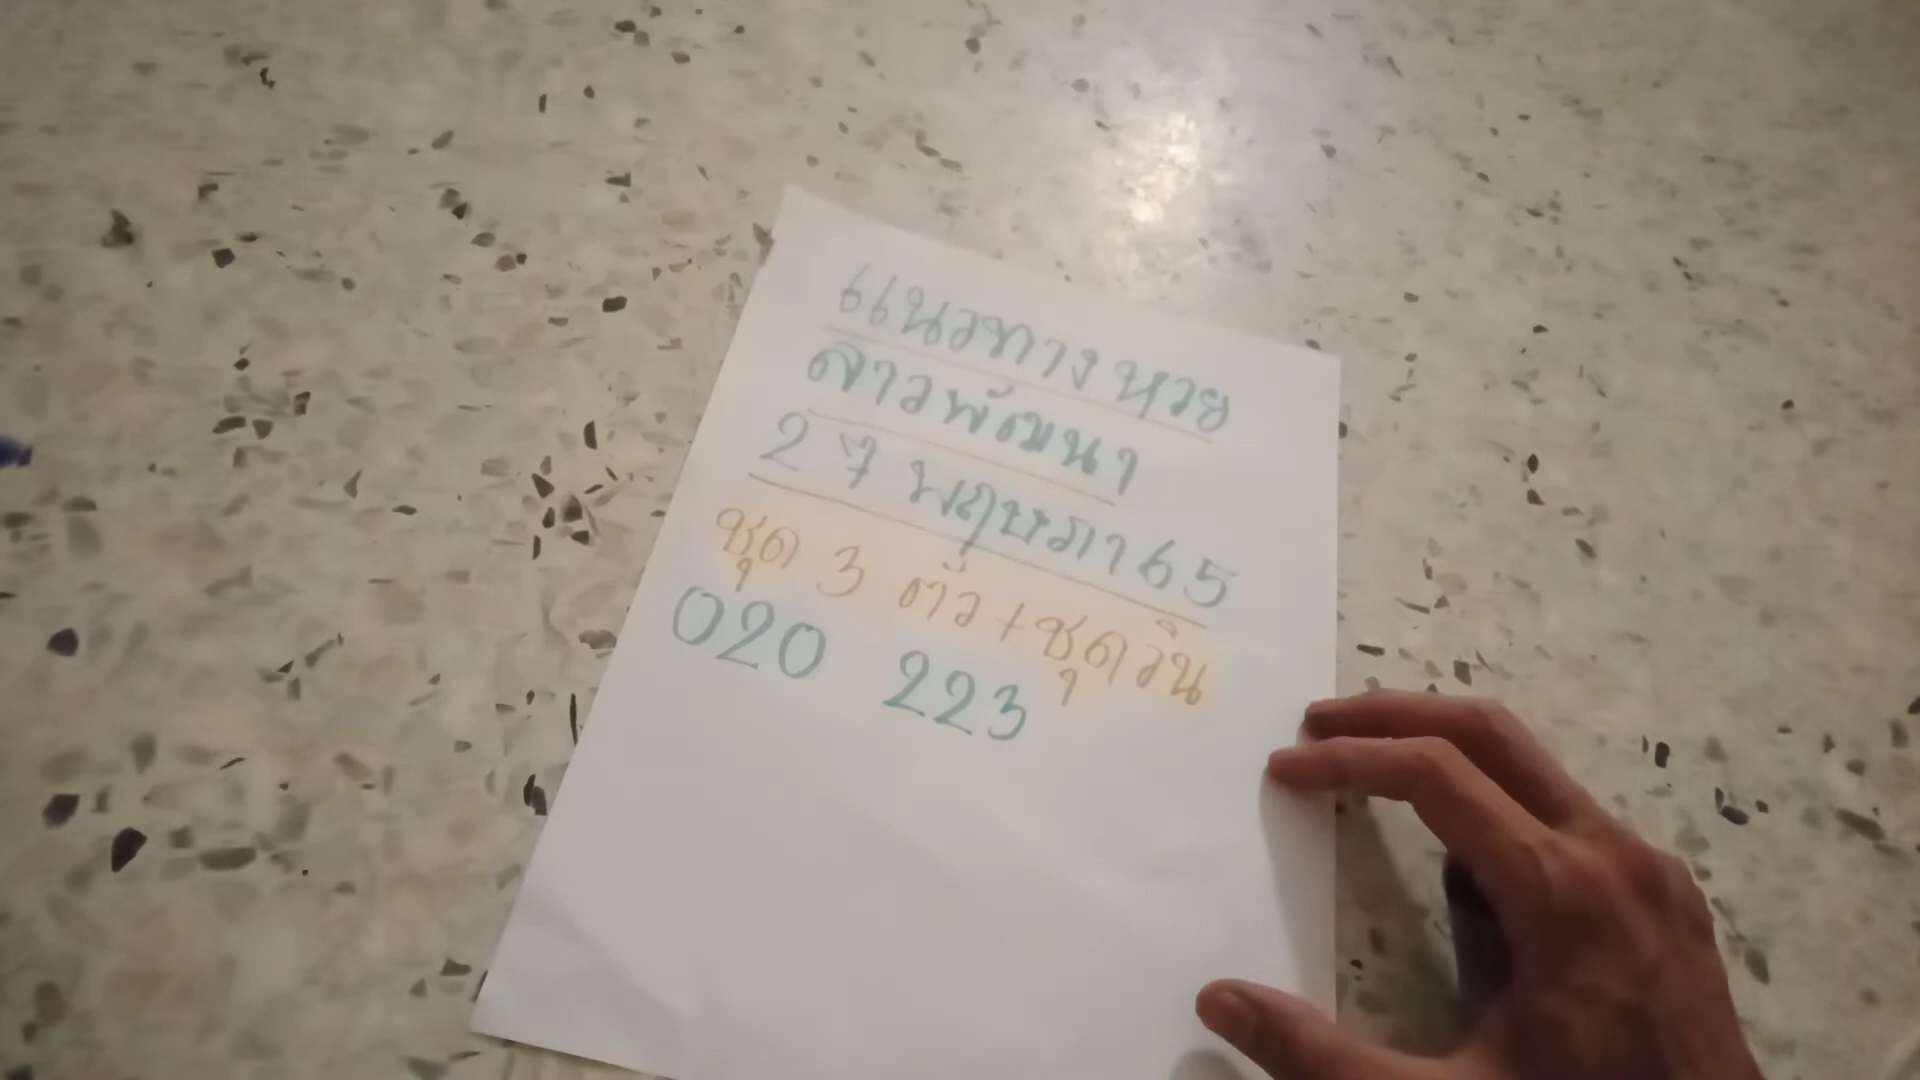 แนวทางหวย
ลาวพัฒนา
27 พฤษภา 65
ชุด 3 ตัว + ชุดวิน
020 223